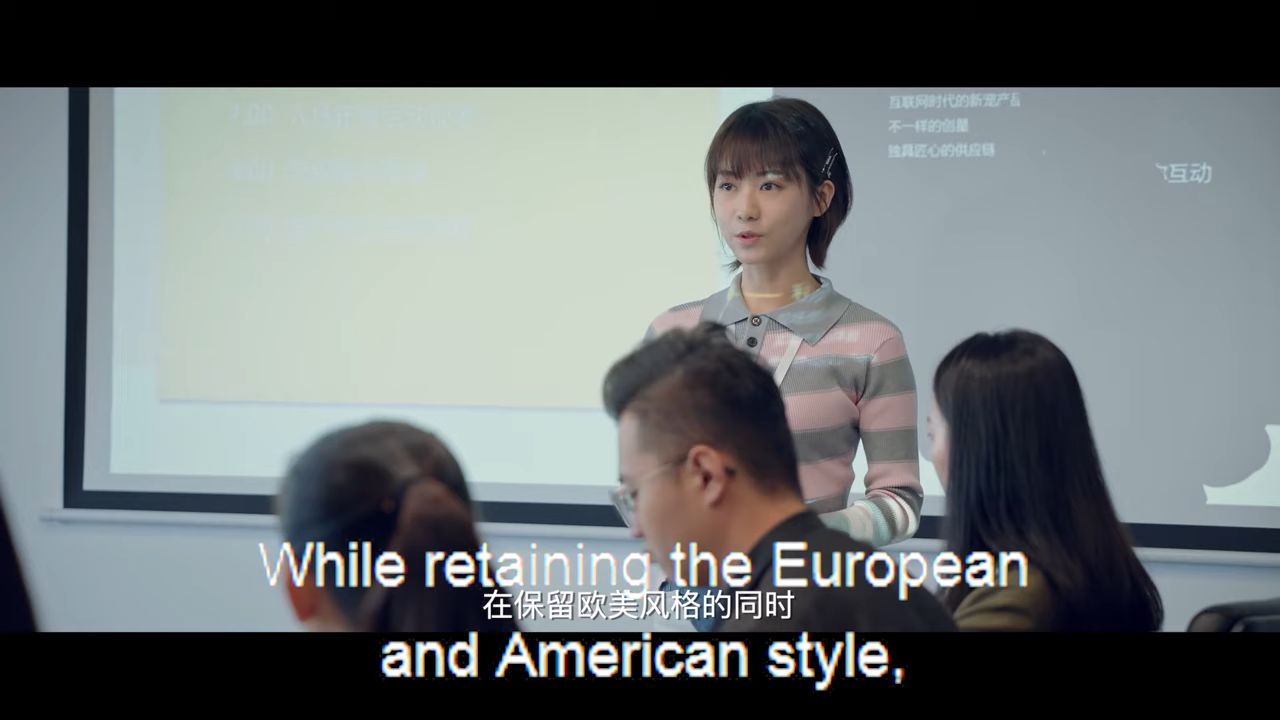 互联网时代的新宠产品
不一样的创星
独具匠心的供应链
互动
While retaining the European
在保留欧美风格的同时
and American style,